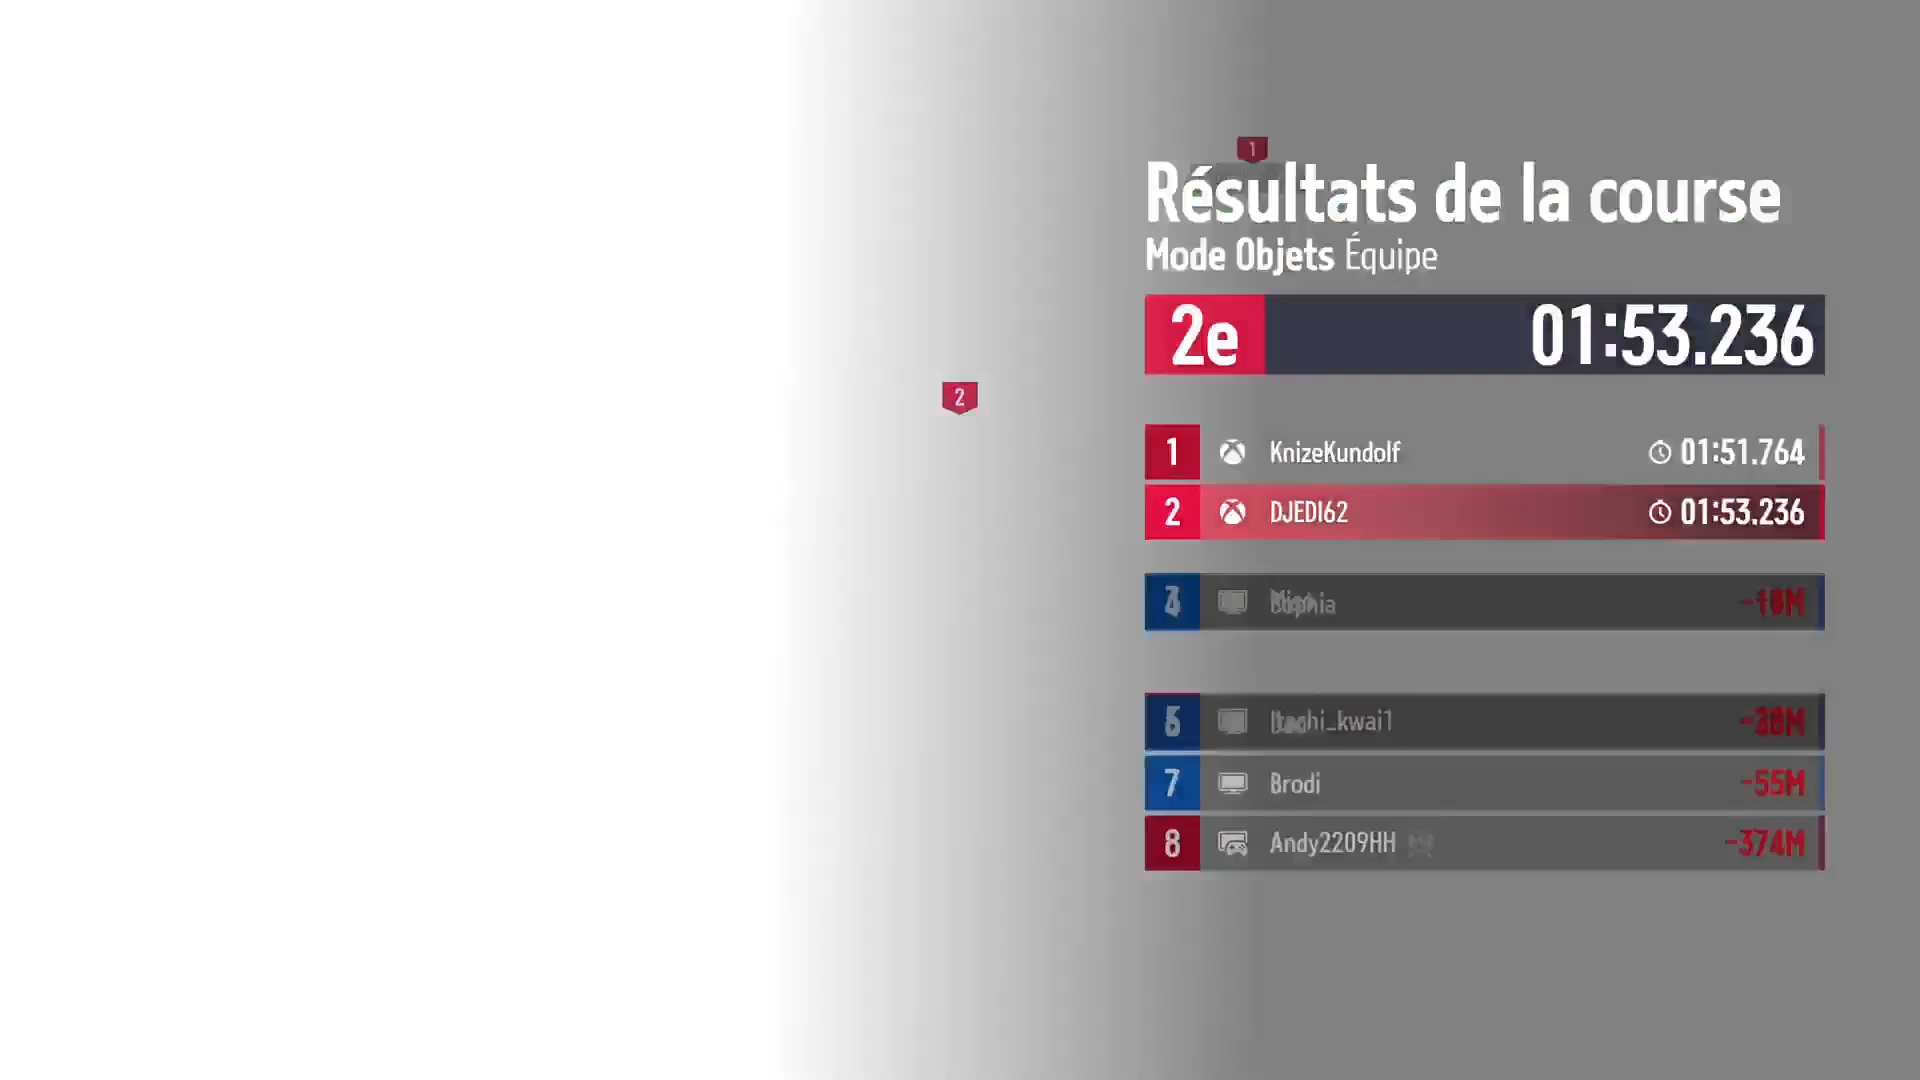 1
Résultats de la course
Mode Objets Équipe
2e 01:53.236
2
1 KnizeKundolf 01:51.764
2 DJEDI62 01:53.236
7 Brodi -55M
8 Andy2209HH -374M